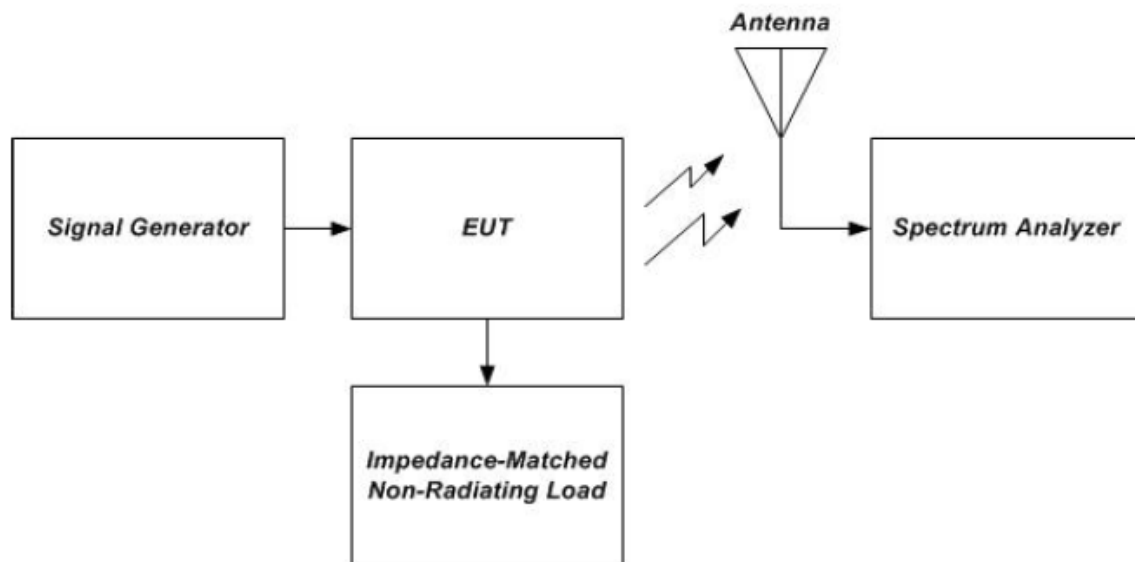 Antenna
Signal Generator
EUT
Spectrum Analyzer
Impedance-Matched
Non-Radiating Load